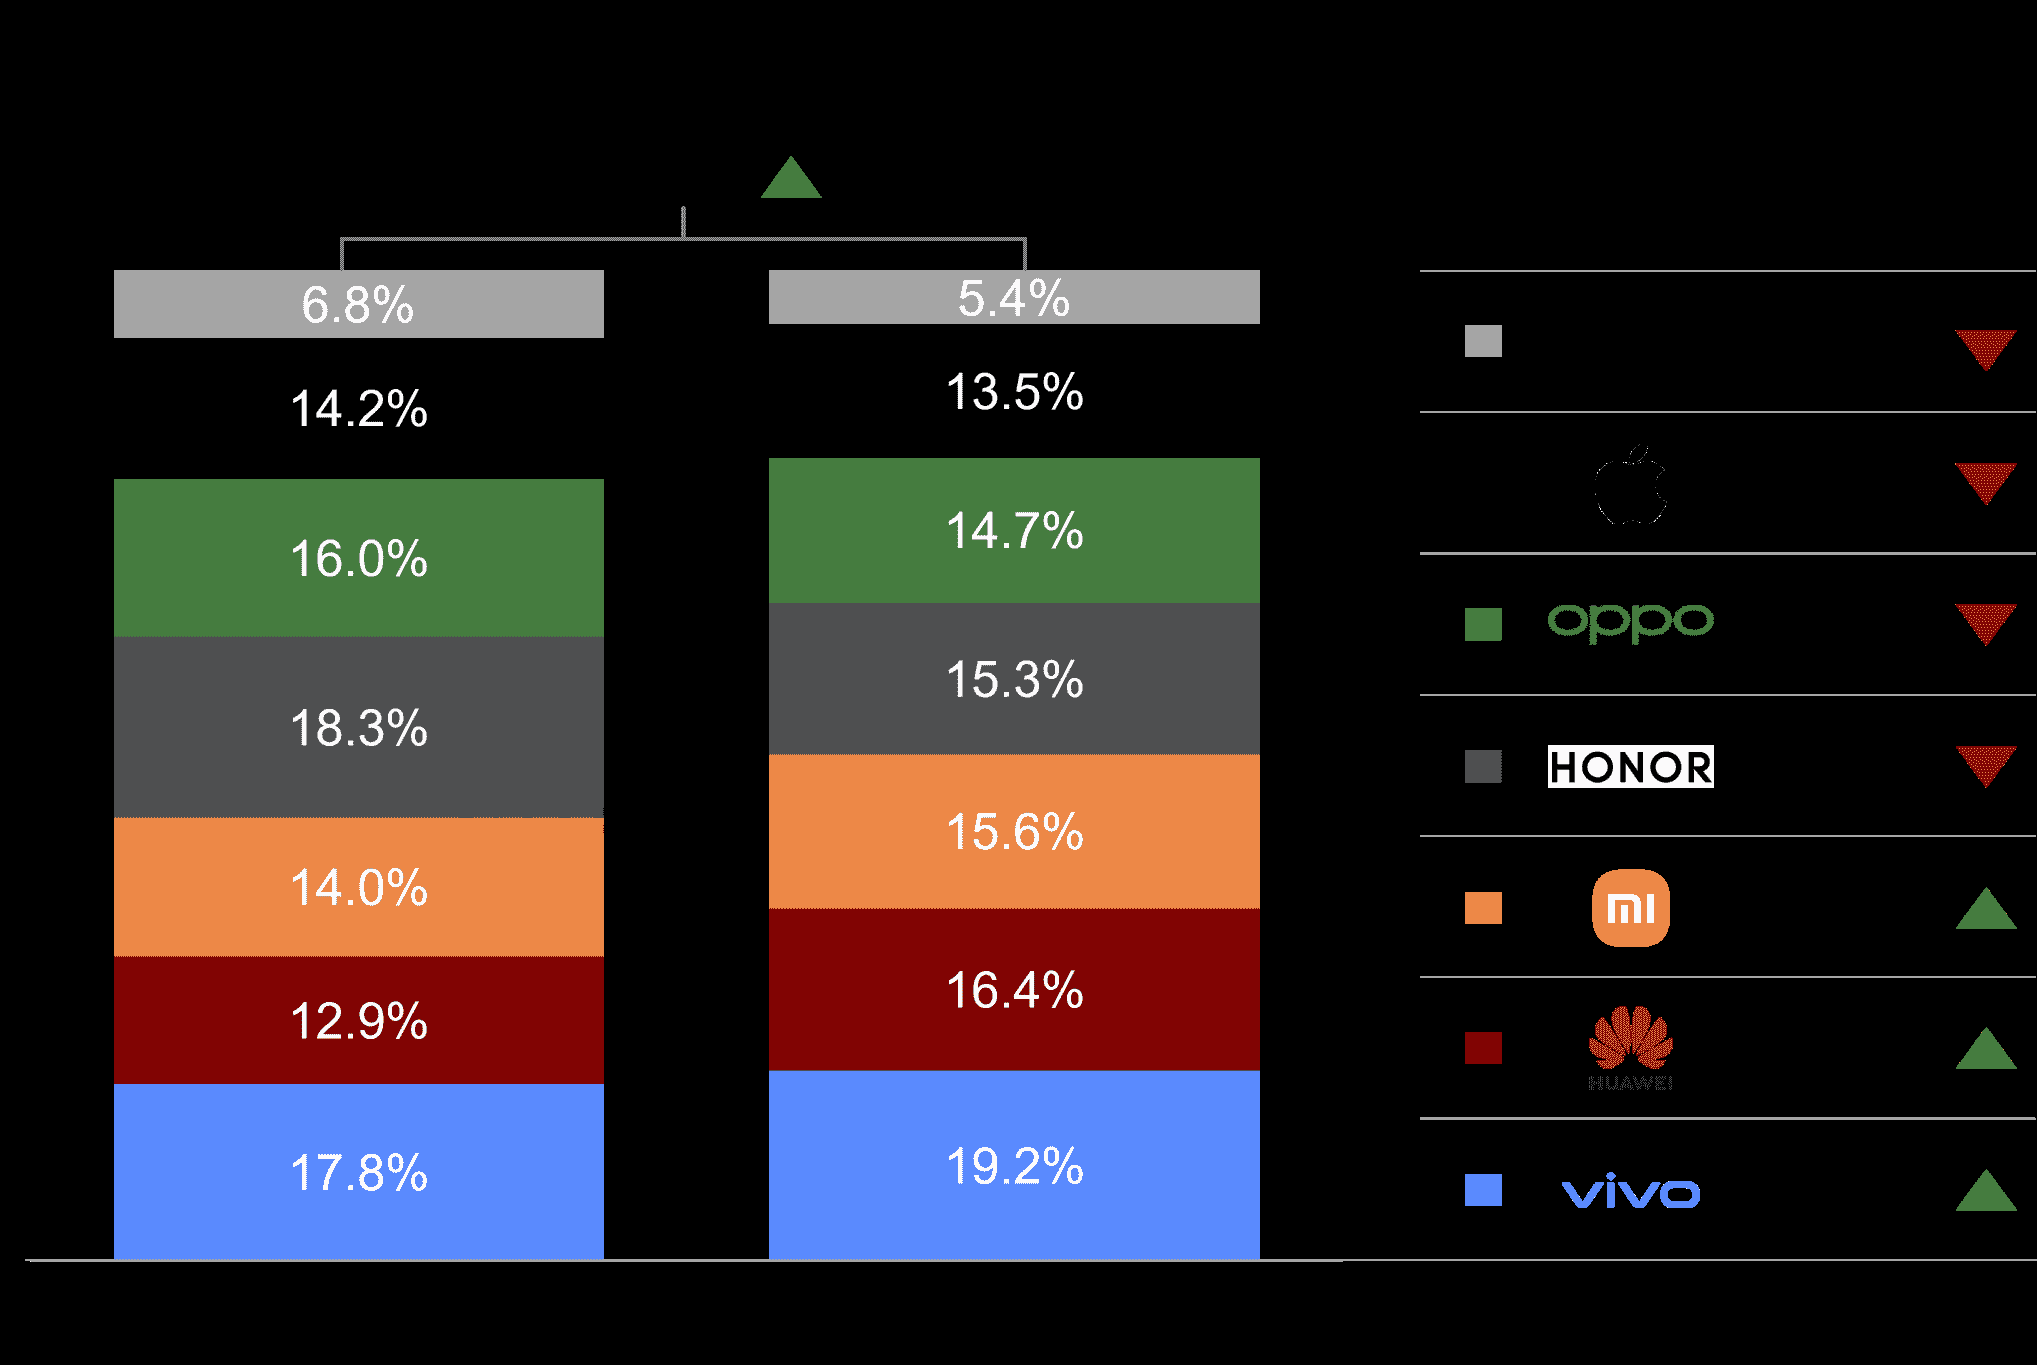 6.8%
14.2%
16.0%
18.3%
14.0%
12.9%
17.8%
5.4%
13.5%
14.7%
15.3%
15.6%
16.4%
19.2%
oppo
HONOR
mi
HUAWEI
vivo